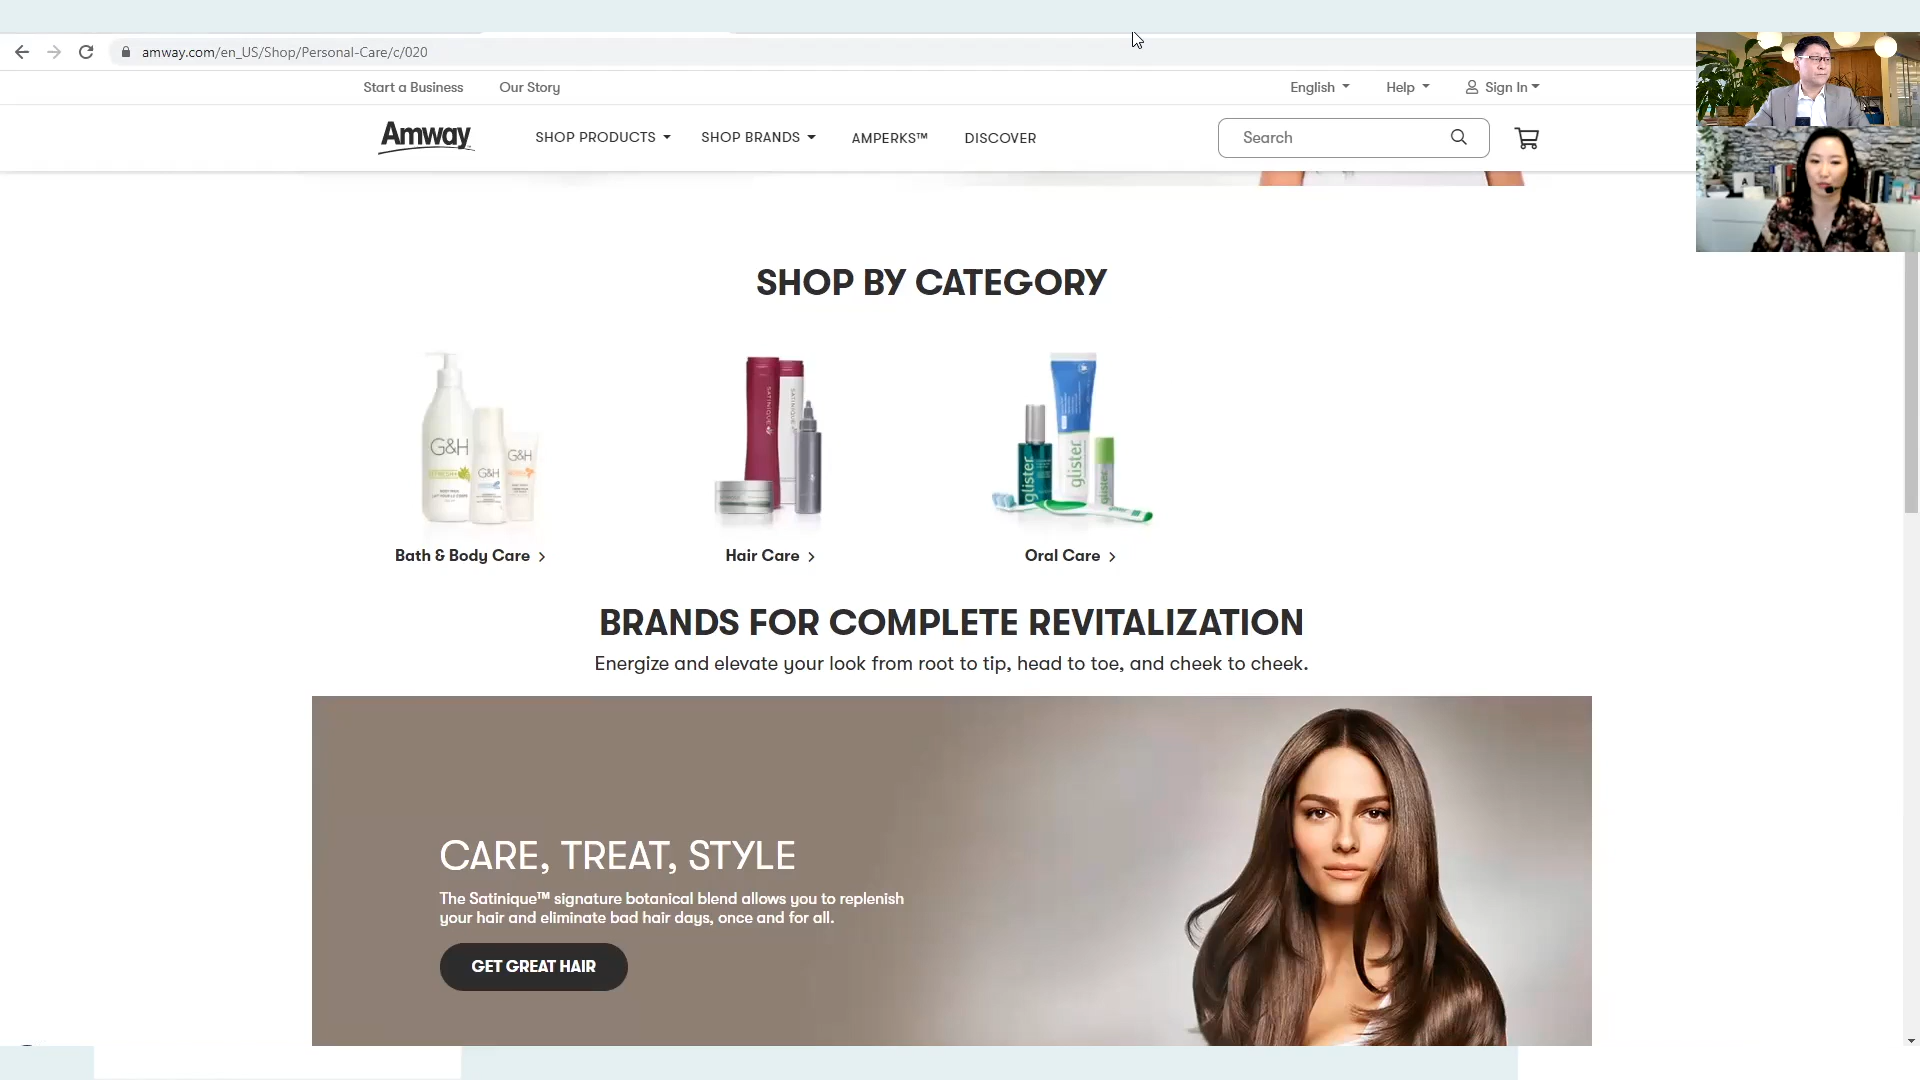 amway.com/en_US/Shop/Personal-Care/c/020
Start a Business
Our Story
English
Help
Sign In
Amway
SHOP PRODUCTS
SHOP BRANDS
AMPERKS™
DISCOVER
Search
SHOP BY CATEGORY
G&H
G&H
G&H
SATINIQUE
SATINIQUE
glister
glister
glister
glister
Bath & Body Care
Hair Care
Oral Care
BRANDS FOR COMPLETE REVITALIZATION
Energize and elevate your look from root to tip, head to toe, and cheek to cheek.
CARE, TREAT, STYLE
The Satinique™ signature botanical blend allows you to replenish
your hair and eliminate bad hair days, once and for all.
GET GREAT HAIR